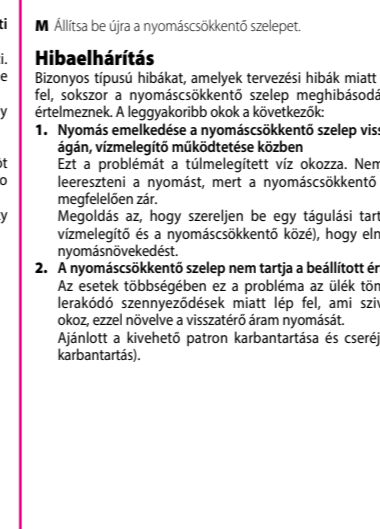 ti
i.
e
y
öt
o
y
M Állítsa be újra a nyomáscsökkentő szelepet.
Hibaelhárítás
Bizonyos típusú hibákat, amelyek tervezési hibák miatt
fel, sokszor a nyomáscsökkentő szelep meghibásodá
értelmeznek. A leggyakoribb okok a következők:
1. Nyomás emelkedése a nyomáscsökkentő szelep viss
ágán, vízmelegítő működtetése közben
Ezt a problémát a túlmelegített víz okozza. Nem
leereszteni a nyomást, mert a nyomáscsökkentő
megfelelően zár.
Megoldás az, hogy szereljen be egy tágulási tart
vízmelegítő és a nyomáscsökkentő közé), hogy eln
nyomásnövekedést.
2. A nyomáscsökkentő szelep nem tartja a beállított ér
Az esetek többségében ez a probléma az ülék töm
lerakódó szennyeződések miatt lép fel, ami sziv
okoz, ezzel növelve a visszatérő áram nyomását.
Ajánlott a kivehető patron karbantartása és cseréj
karbantartás).